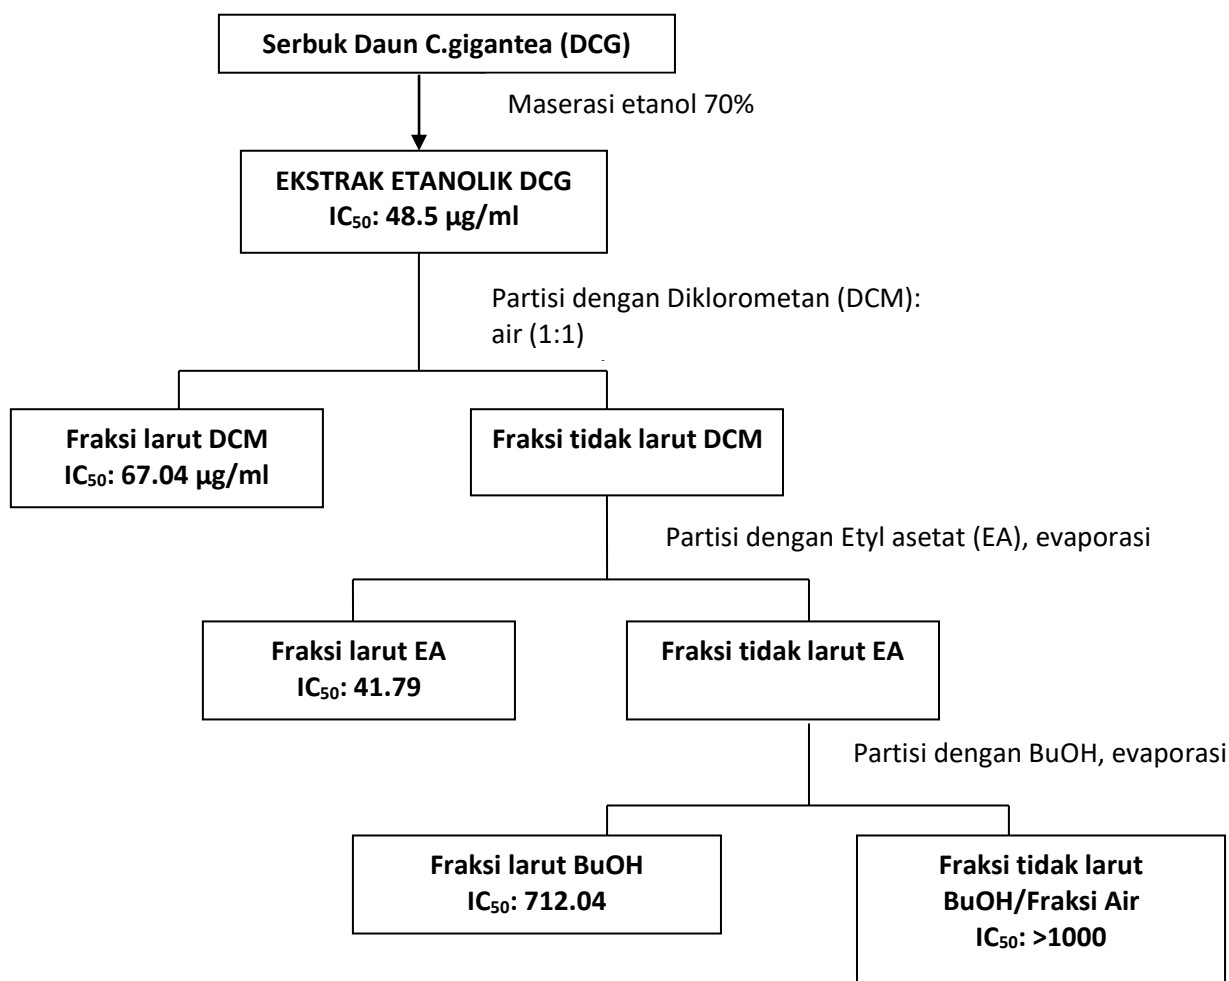 Serbuk Daun C.gigantea (DCG)
Maserasi etanol 70%
EKSTRAK ETANOLIK DCG
IC₅₀: 48.5 µg/ml
Partisi dengan Diklorometan (DCM):
air (1:1)
Fraksi larut DCM
IC₅₀: 67.04 µg/ml
Fraksi tidak larut DCM
Partisi dengan Etyl asetat (EA), evaporasi
Fraksi larut EA
IC₅₀: 41.79
Fraksi tidak larut EA
Partisi dengan BuOH, evaporasi
Fraksi larut BuOH
IC₅₀: 712.04
Fraksi tidak larut
BuOH/Fraksi Air
IC₅₀: >1000